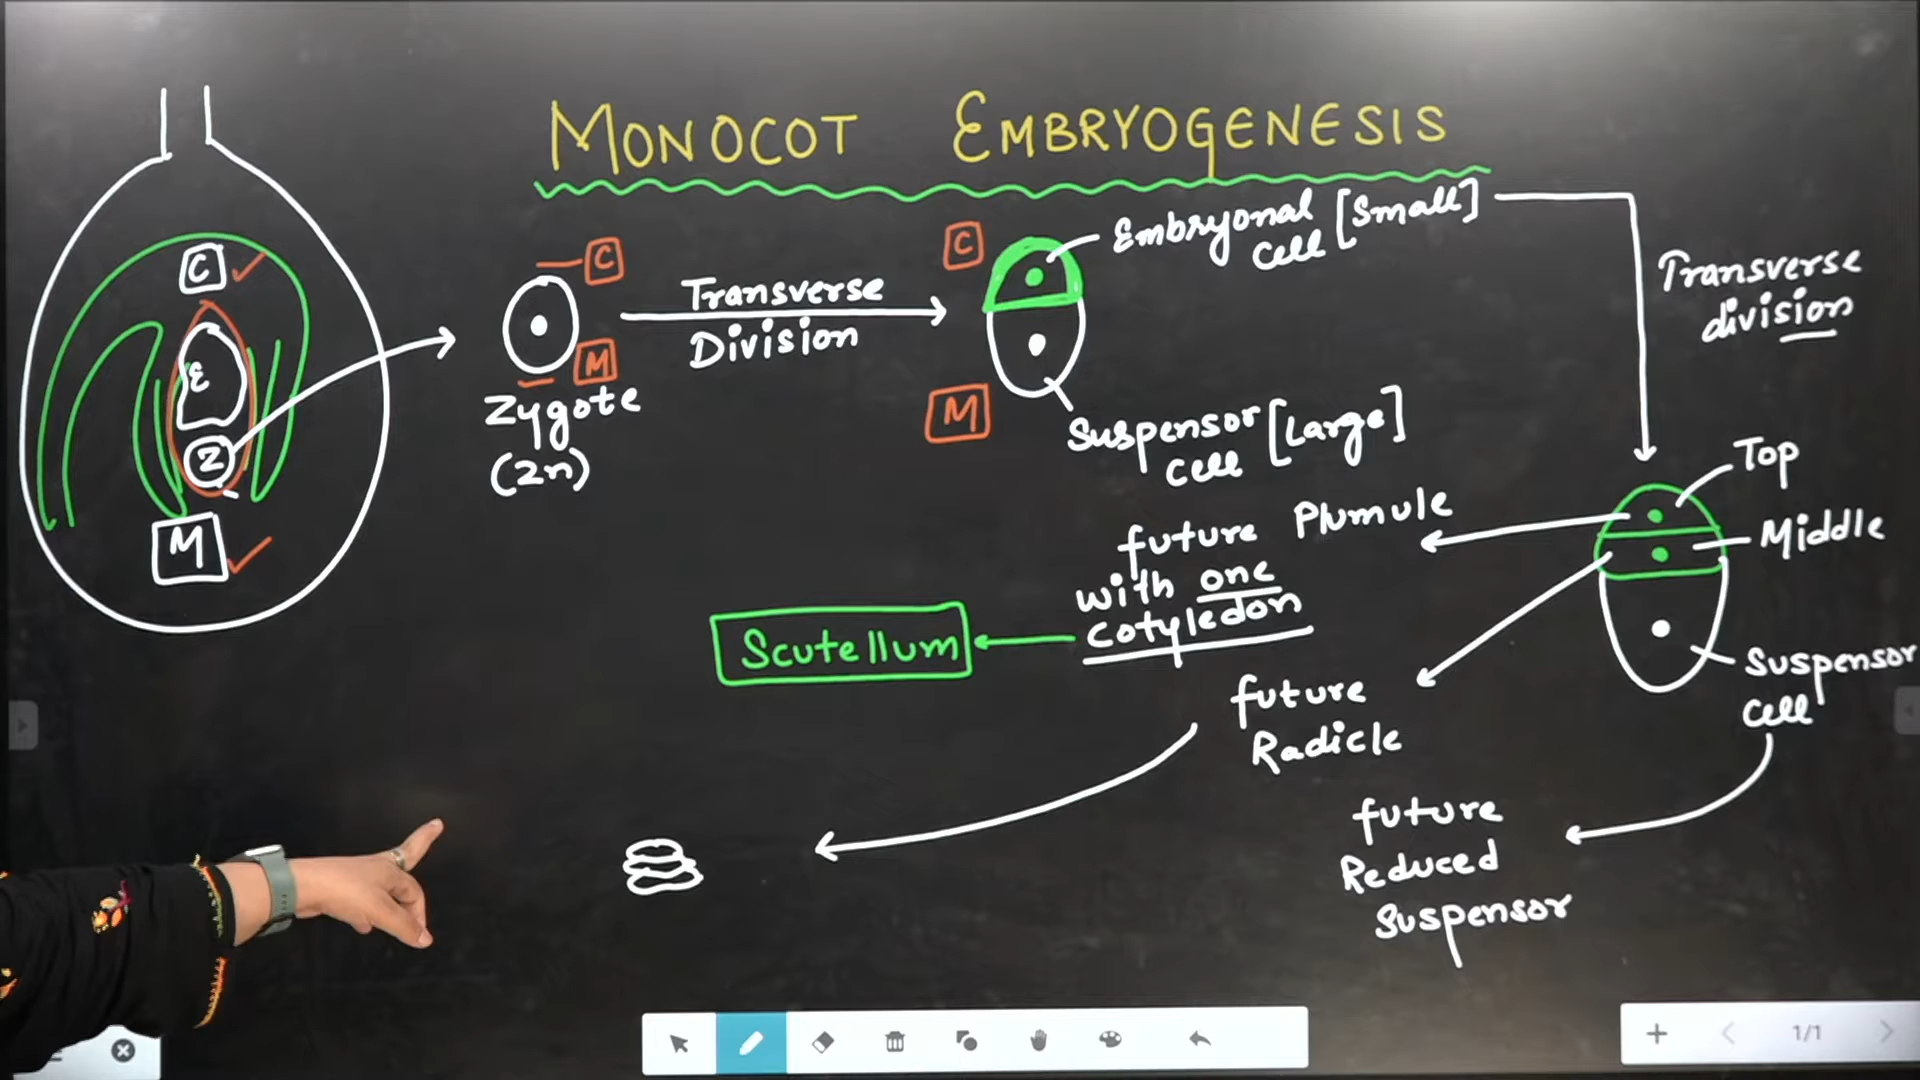 MONOCOT EMBRYOGENESIS
C
E
Z
M
C
M
Zygote
(2n)
Transverse
Division
C
M
Embryonal [Small]
cell
Suspensor [Large]
cell
Transverse
division
Top
Middle
Suspensor
cell
future Plumule
with one
cotyledon
Scutellum
future
Radicle
future
Reduced
suspensor
1/1